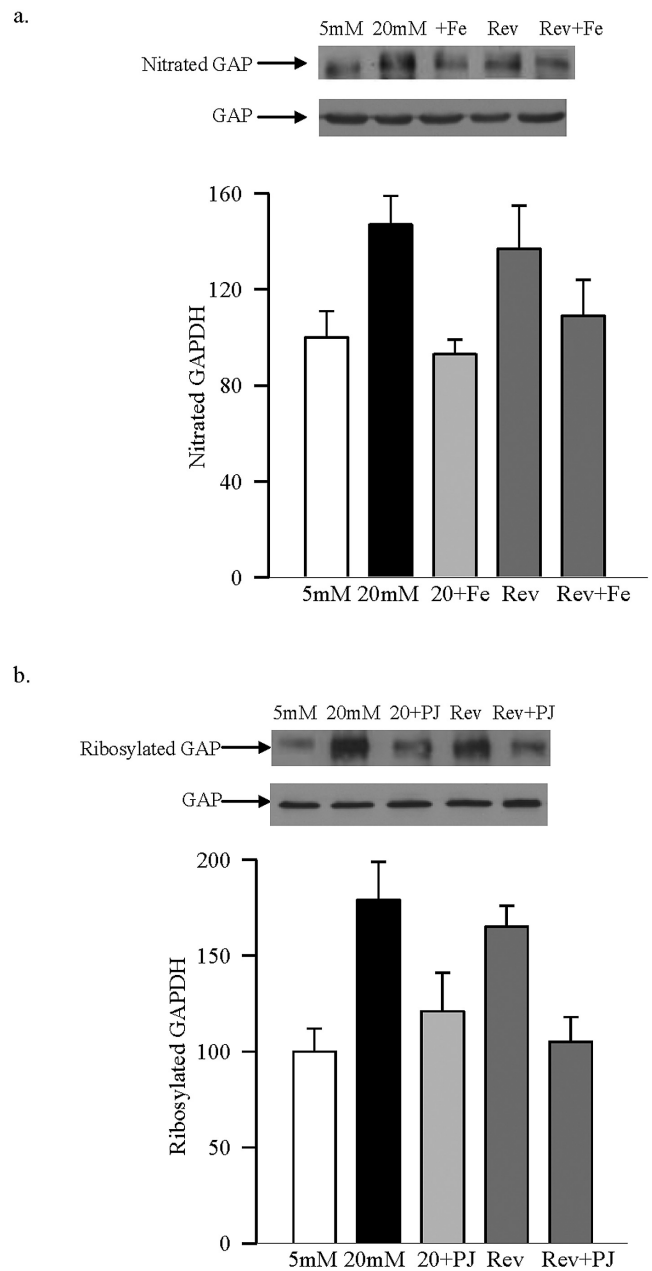 a.
5mM 20mM +Fe Rev Rev+Fe
Nitrated GAP
GAP
160
120
80
40
0
Nitrated GAPDH
5mM 20mM 20+Fe Rev Rev+Fe
b.
5mM 20mM 20+PJ Rev Rev+PJ
Ribosylated GAP
GAP
200
150
100
50
0
Ribosylated GAPDH
5mM 20mM 20+PJ Rev Rev+PJ